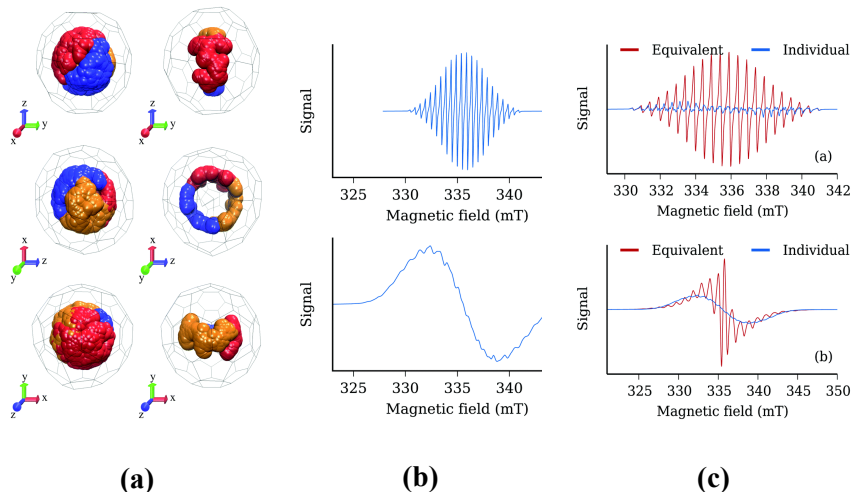 z
y
x
z
y
x
x
z
y
x
z
y
y
x
z
y
x
z
Signal
325 330 335 340
Magnetic field (mT)
Signal
325 330 335 340
Magnetic field (mT)
Equivalent Individual
Signal
(a)
330 332 334 336 338 340 342
Magnetic field (mT)
Equivalent Individual
Signal
(b)
325 330 335 340 345 350
Magnetic field (mT)
(a) (b) (c)